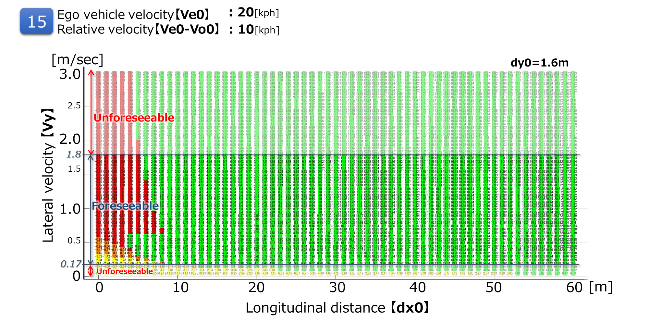 15
Ego vehicle velocity【Ve0】 : 20[kph]
Relative velocity【Ve0-Vo0】 : 10[kph]
[m/sec]
dy0=1.6m
3.0
2.5
Unforeseeable
2.0
1.8
1.5
Foreseeable
1.0
0.5
0.17
Unforeseeable
0
Lateral velocity【Vy】
0 10 20 30 40 50 60 [m]
Longitudinal distance【dx0】